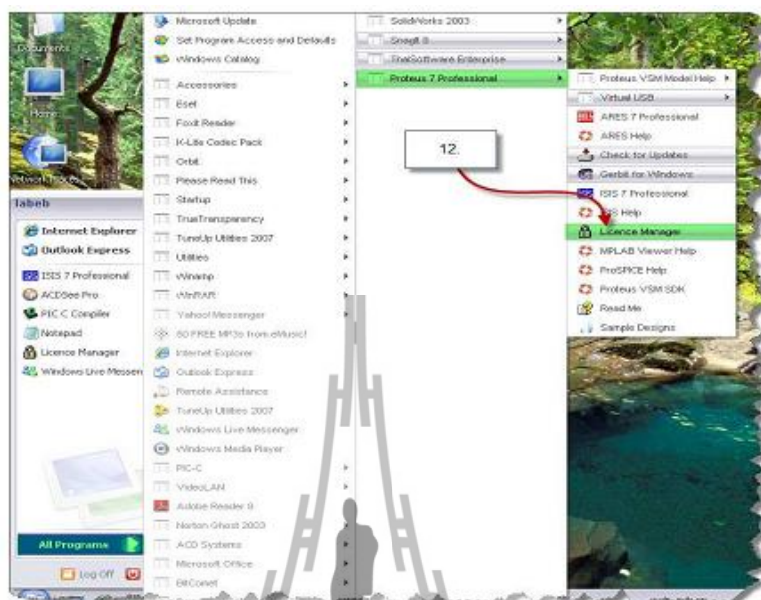 Documents
Home
labeb
Internet Explorer
Outlook Express
ISIS 7 Professional
ACDSee Pro
PIC C Compiler
Notepad
Licence Manager
Windows Live Messen
All Programs
Log Off
Microsoft Update
Set Program Access and Defaults
Windows Catalog
Accessories
Eset
Foxit Reader
K-Lite Codec Pack
Orbit
Please Read This
Startup
TrueTransparency
TuneUp Utilities 2007
Utilities
Winamp
WinRAR
Yahoo! Messenger
50 FREE MP3s from eMusic!
Internet Explorer
Outlook Express
Remote Assistance
TuneUp Utilities 2007
Windows Live Messenger
Windows Media Player
PIC-C
VideoLAN
Adobe Reader 8
Norton Ghost 2003
ACD Systems
Microsoft Office
BitComet
SolidWorks 2003
SnagIt 8
ThaiSoftware Enterprise
Proteus 7 Professional
12.
Proteus VSM Model Help
Virtual USB
ARES 7 Professional
ARES Help
Check for Updates
Gerbit for Windows
ISIS 7 Professional
Help
Licence Manager
MPLAB Viewer Help
ProSPICE Help
Proteus VSM SDK
Read Me
Sample Designs